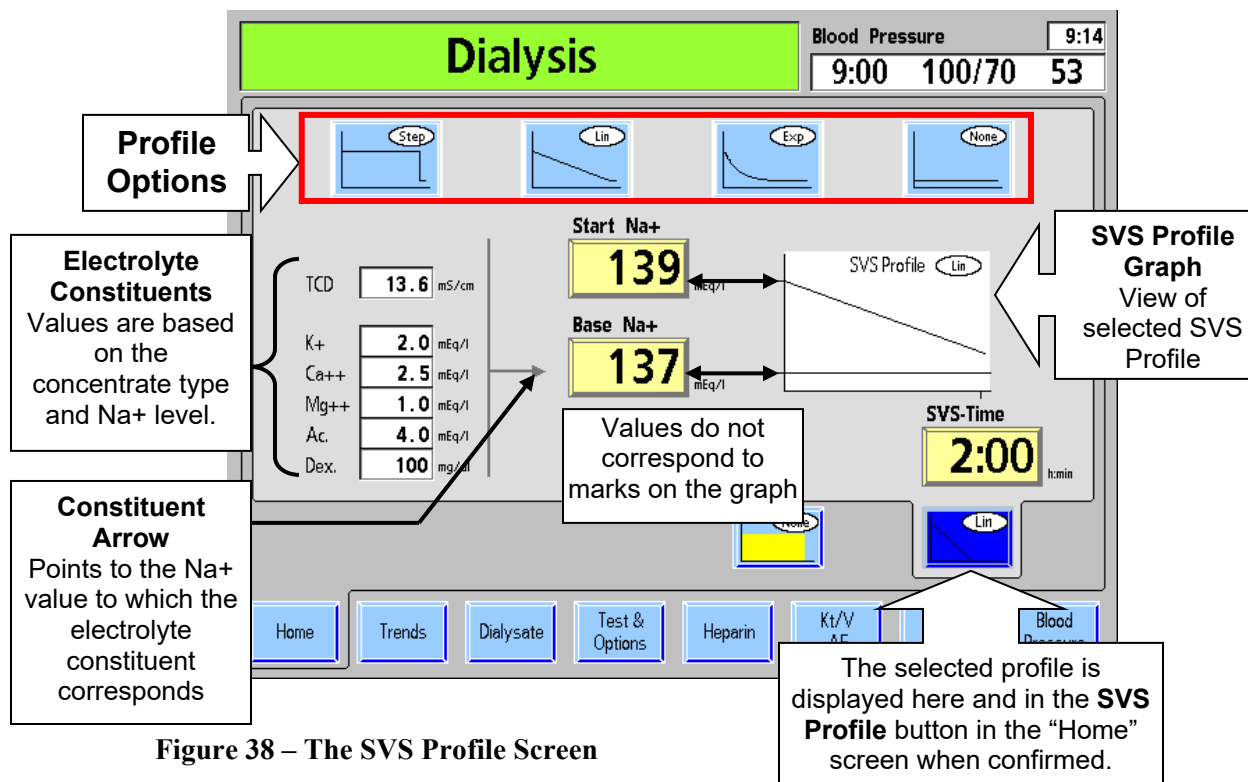 Dialysis
Blood Pressure 9:14
9:00 100/70 53
Profile
Options
Step
Lin
Exp
None
Electrolyte
Constituents
Values are based
on the
concentrate type
and Na+ level.
TCD 13.6 mS/cm
K+ 2.0 mEq/l
Ca++ 2.5 mEq/l
Mg++ 1.0 mEq/l
Ac. 4.0 mEq/l
Dex. 100
Start Na+
139 mEq/l
Base Na+
137 mEq/l
SVS Profile Lin
SVS Profile
Graph
View of
selected SVS
Profile
Values do not
correspond to
marks on the graph
SVS-Time
2:00 h:min
Constituent
Arrow
Points to the Na+
value to which the
electrolyte
constituent
corresponds
None
Lin
Home
Trends
Dialysate
Test &
Options
Heparin
Kt/V
AF
Blood
Pressure
The selected profile is
displayed here and in the SVS
Profile button in the “Home”
screen when confirmed.
Figure 38 – The SVS Profile Screen